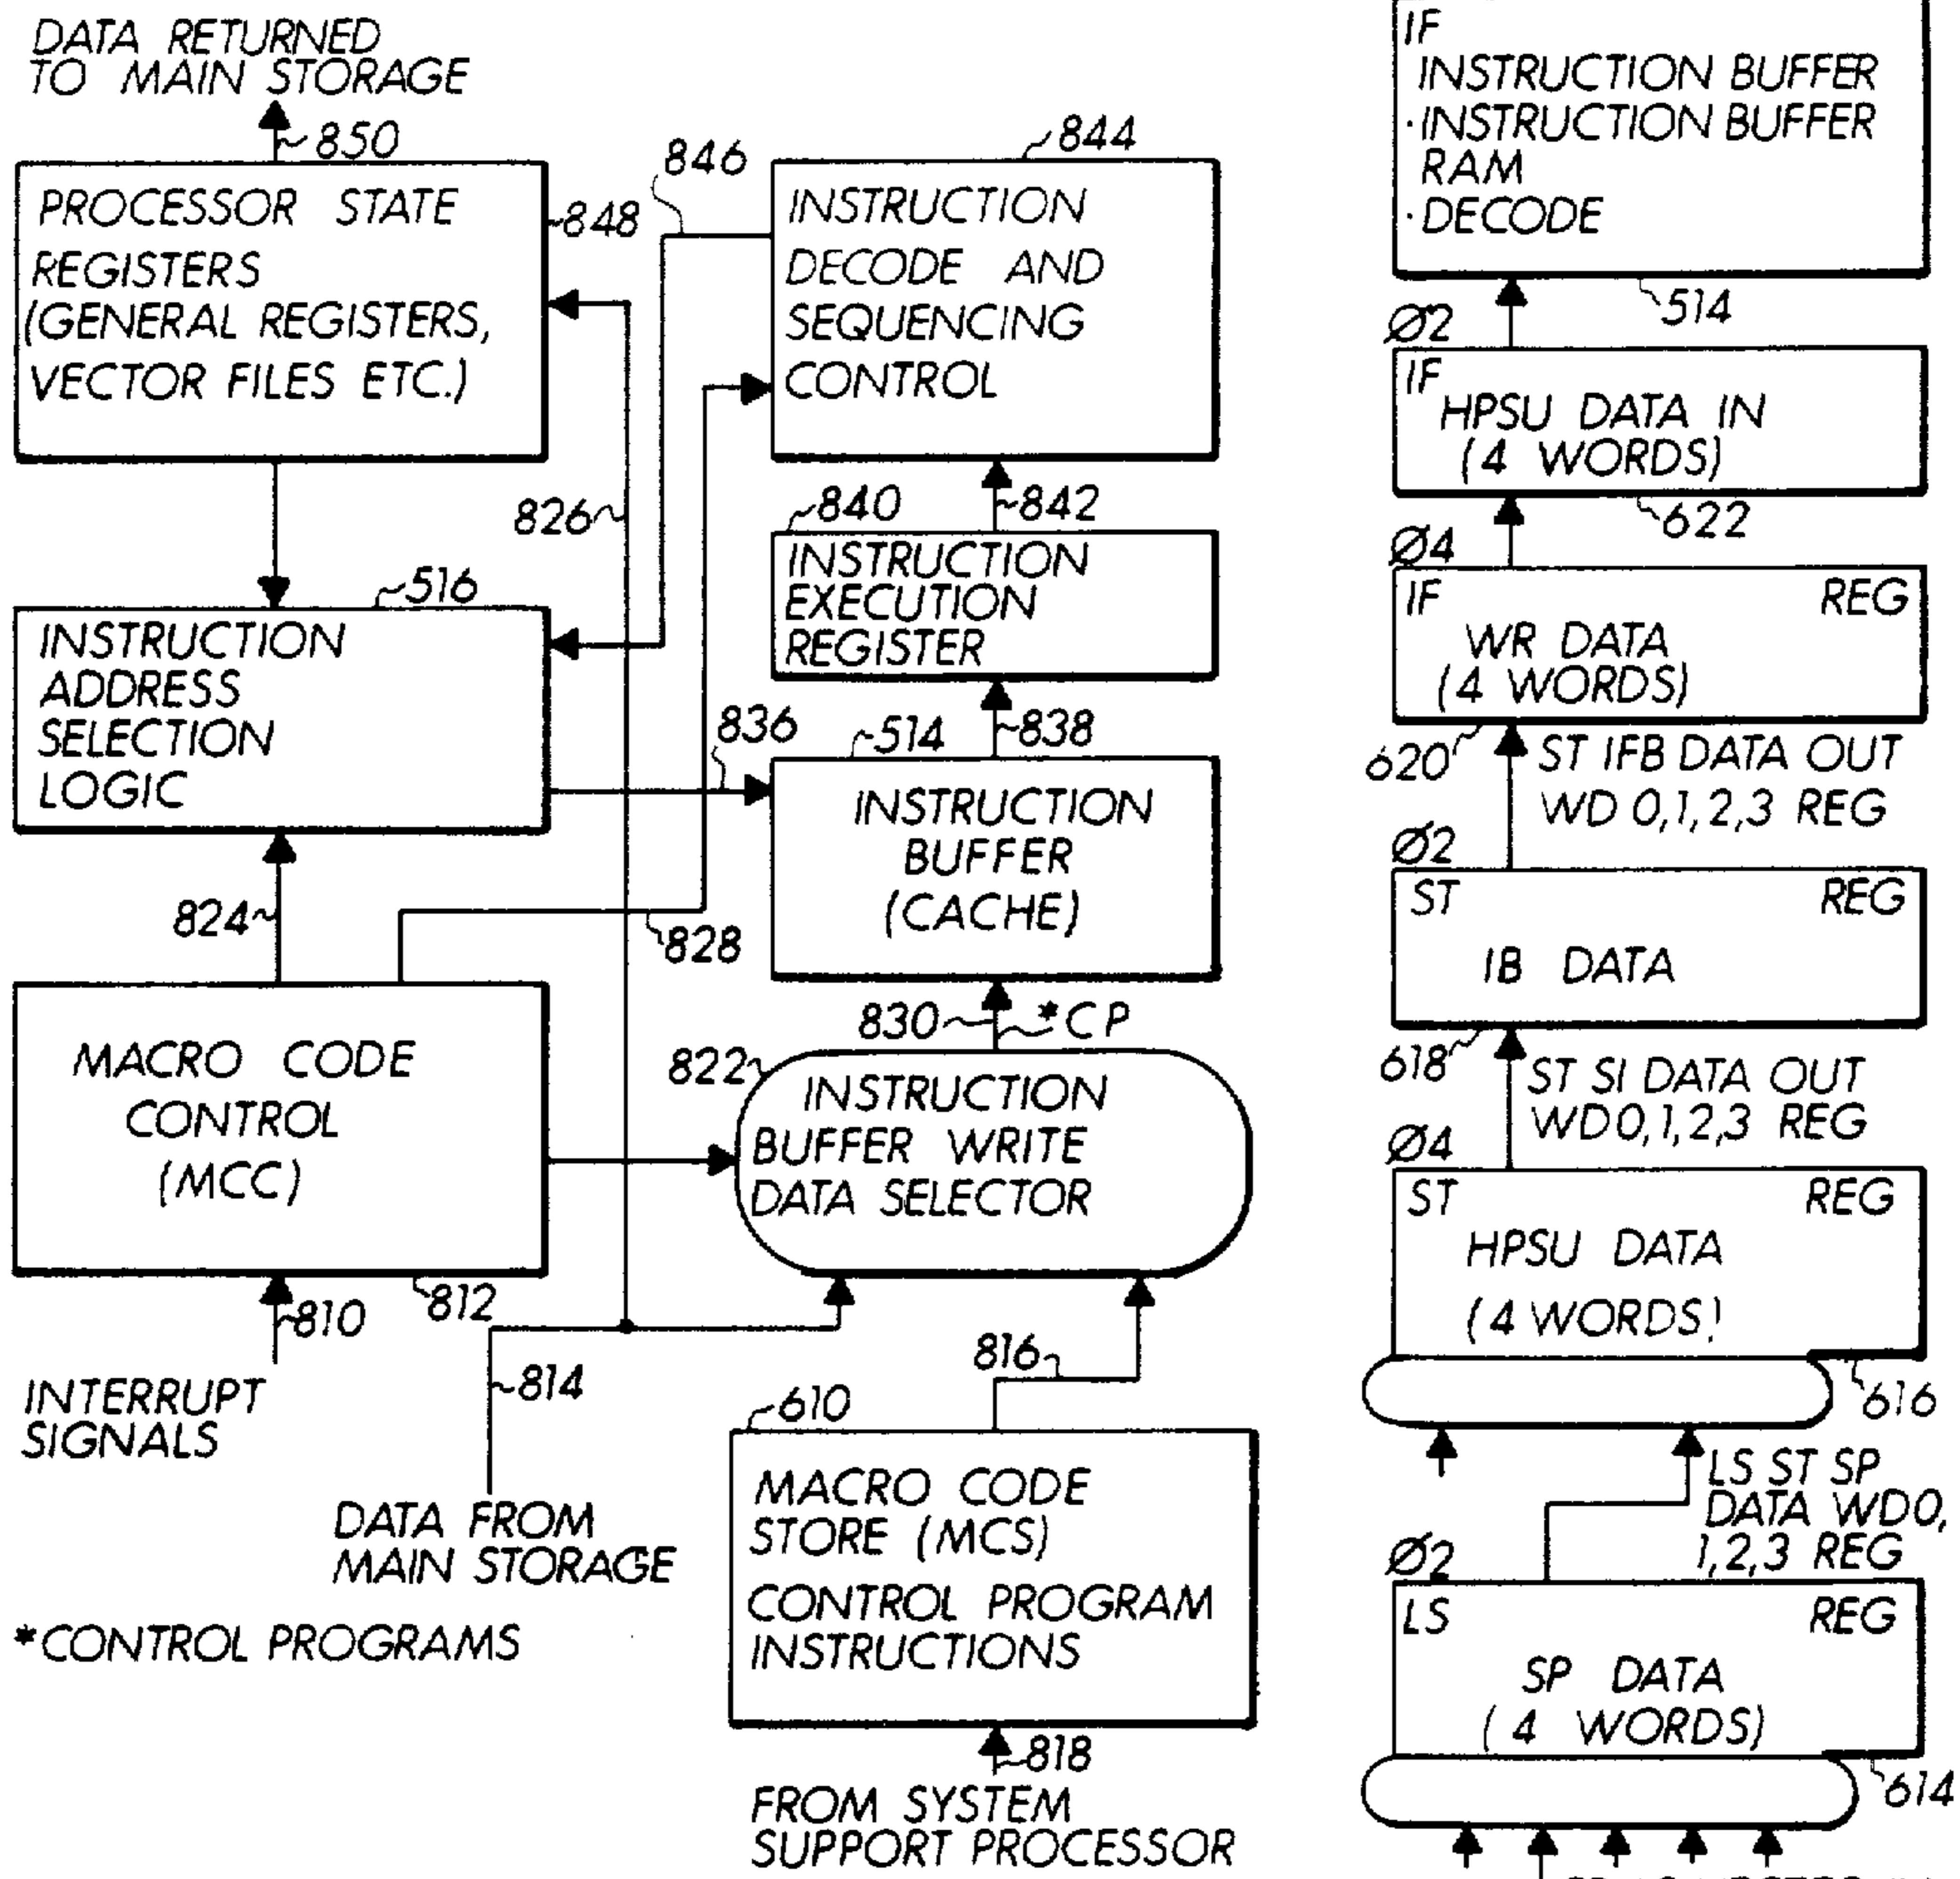 DATA RETURNED
TO MAIN STORAGE
850
PROCESSOR STATE
REGISTERS
(GENERAL REGISTERS,
VECTOR FILES ETC.)
848
846
844
INSTRUCTION
DECODE AND
SEQUENCING
CONTROL
826
840
842
INSTRUCTION
EXECUTION
REGISTER
516
INSTRUCTION
ADDRESS
SELECTION
LOGIC
836
514
838
INSTRUCTION
BUFFER
(CACHE)
824
828
830
*CP
MACRO CODE
CONTROL
(MCC)
822
INSTRUCTION
BUFFER WRITE
DATA SELECTOR
810
812
INTERRUPT
SIGNALS
814
816
610
DATA FROM
MAIN STORAGE
MACRO CODE
STORE (MCS)
CONTROL PROGRAM
INSTRUCTIONS
*CONTROL PROGRAMS
818
FROM SYSTEM
SUPPORT PROCESSOR
IF
INSTRUCTION BUFFER
·INSTRUCTION BUFFER
RAM
·DECODE
514
Ø2
IF
HPSU DATA IN
(4 WORDS)
622
Ø4
IF REG
WR DATA
(4 WORDS)
620
ST IFB DATA OUT
WD 0,1,2,3 REG
Ø2
ST REG
IB DATA
618
ST SI DATA OUT
WD0,1,2,3 REG
Ø4
ST REG
HPSU DATA
(4 WORDS)
616
LS ST SP
DATA WD0,
1,2,3 REG
Ø2
LS REG
SP DATA
(4 WORDS)
614